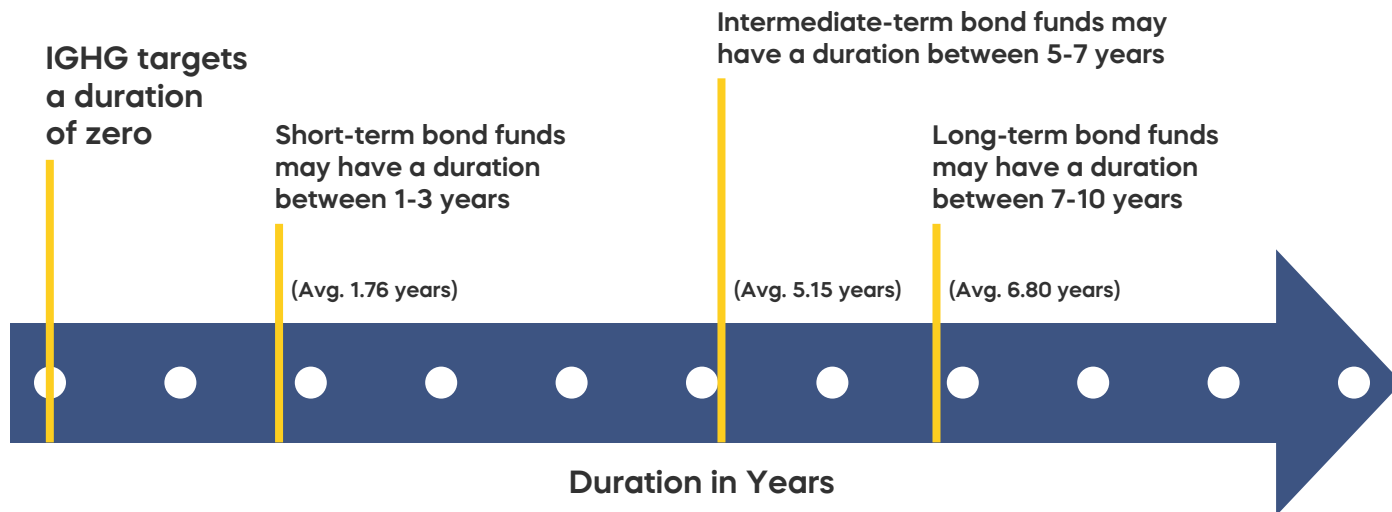 IGHG targets
a duration
of zero
Short-term bond funds
may have a duration
between 1-3 years
(Avg. 1.76 years)
Intermediate-term bond funds may
have a duration between 5-7 years
(Avg. 5.15 years)
Long-term bond funds
may have a duration
between 7-10 years
(Avg. 6.80 years)
Duration in Years